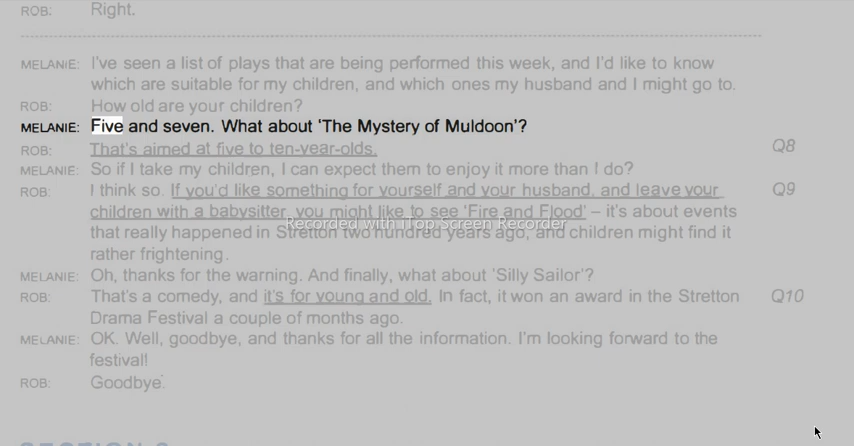 ROB: Right.
MELANIE: I've seen a list of plays that are being performed this week, and I'd like to know
which are suitable for my children, and which ones my husband and I might go to.
ROB: How old are your children?
MELANIE: Five and seven. What about 'The Mystery of Muldoon'?
ROB: That's aimed at five to ten-year-olds. Q8
MELANIE: So if I take my children, I can expect them to enjoy it more than I do?
ROB: I think so. If you'd like something for yourself and your husband, and leave your Q9
children with a babysitter, you might like to see 'Fire and Flood' – it's about events
Recorded with iTop Screen Recorder
that really happened in Stretton two hundred years ago, and children might find it
rather frightening.
MELANIE: Oh, thanks for the warning. And finally, what about 'Silly Sailor'?
ROB: That's a comedy, and it's for young and old. In fact, it won an award in the Stretton Q10
Drama Festival a couple of months ago.
MELANIE: OK. Well, goodbye, and thanks for all the information. I'm looking forward to the
festival!
ROB: Goodbye.